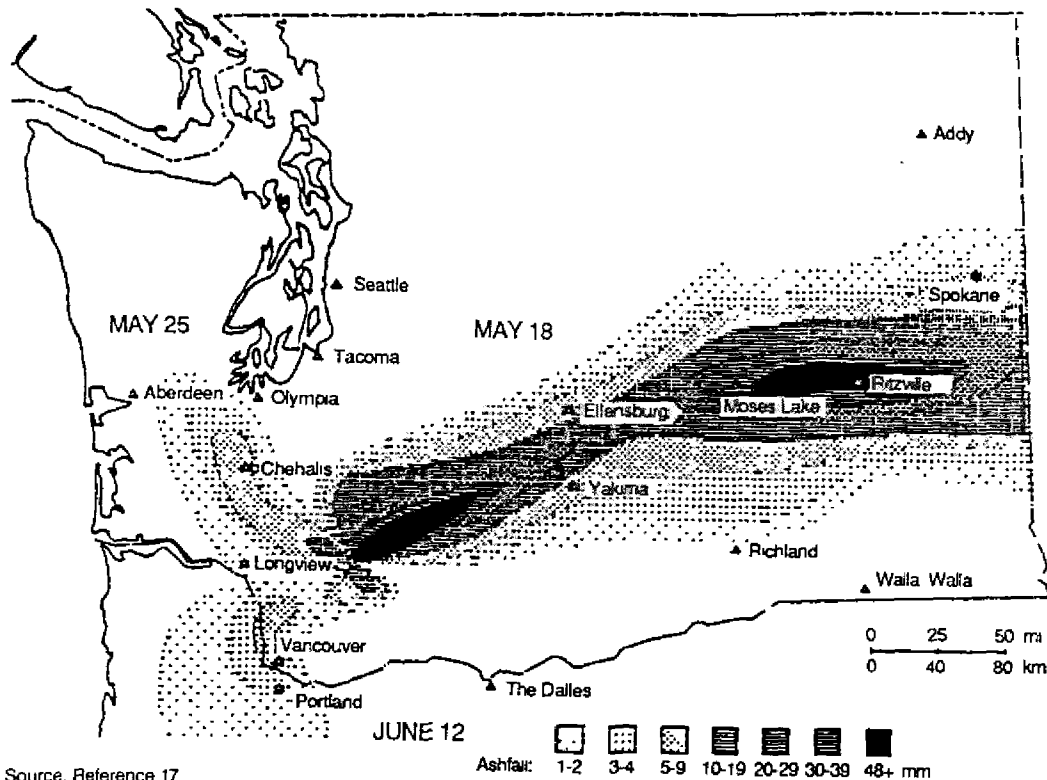 Addy
Spokane
Seattle
MAY 25
MAY 18
Tacoma
Ritzville
Aberdeen
Olympia
Ellensburg
Moses Lake
Chehalis
Yakima
Richland
Longview
Walla Walla
0 25 50 mi
0 40 80 km
Vancouver
Portland
The Dalles
JUNE 12
Ashfall: 1-2 3-4 5-9 10-19 20-29 30-39 48+ mm
Source. Reference 17